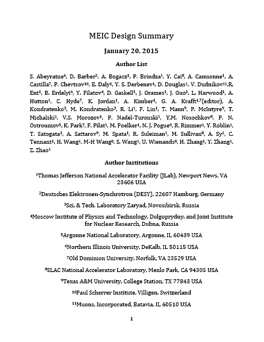 MEIC Design Summary
January 20, 2015
Author List
S. Abeyratne⁶, D. Barber², A. Bogacz¹, P. Brindza¹, Y. Cai⁸, A. Camsonne¹, A.
Castilla⁷, P. Chevtsov¹⁰, E. Daly¹, Y. S. Derbenev¹, D. Douglas¹, V. Dudnikov¹¹, R.
Ent¹, B. Erdelyi⁶, Y. Filatov⁴, D. Gaskell¹, J. Grames¹, J. Guo¹, L. Harwood¹, A.
Hutton¹, C. Hyde⁷, K. Jordan¹, A. Kimber¹, G. A. Krafft¹,⁷(editor), A.
Kondratenko³, M. Kondratenko³, R. Li¹, F. Lin¹, T. Mann⁹, P. McIntyre⁹, T.
Michalski¹, V.S. Morozov¹, P. Nadel-Turonski¹, Y.M. Nosochkov⁸, P. N.
Ostroumov⁵, K. Park⁷, F. Pilat¹, M. Poelker¹, N. J. Pogue⁹, R. Rimmer¹, Y. Roblin¹,
T. Satogata¹, A. Sattarov⁹, M. Spata¹, R. Suleiman¹, M. Sullivan⁸, A. Sy¹, C.
Tennant¹, H. Wang¹, M-H Wang⁸, S. Wang¹, U. Wienands⁸, H. Zhang¹, Y. Zhang¹,
Z. Zhao¹
Author Institutions
¹Thomas Jefferson National Accelerator Facility (JLab), Newport News, VA
23606 USA
²Deutsches Elektronen-Synchrotron (DESY), 22607 Hamburg, Germany
³Sci. & Tech. Laboratory Zaryad, Novosibirsk, Russia
⁴Moscow Institute of Physics and Technology, Dolgoprydny, and Joint Institute
for Nuclear Research, Dubna, Russia
⁵Argonne National Laboratory, Argonne, IL 60439 USA
⁶Northern Illinois University, DeKalb, IL 50115 USA
⁷Old Dominion University, Norfolk, VA 23529 USA
⁸SLAC National Accelerator Laboratory, Menlo Park, CA 94305 USA
⁹Texas A&M University, College Station, TX 77843 USA
¹⁰Paul Scherrer Institute, Villigen, Switzerland
¹¹Muons, Incorporated, Batavia, IL 60510 USA
1